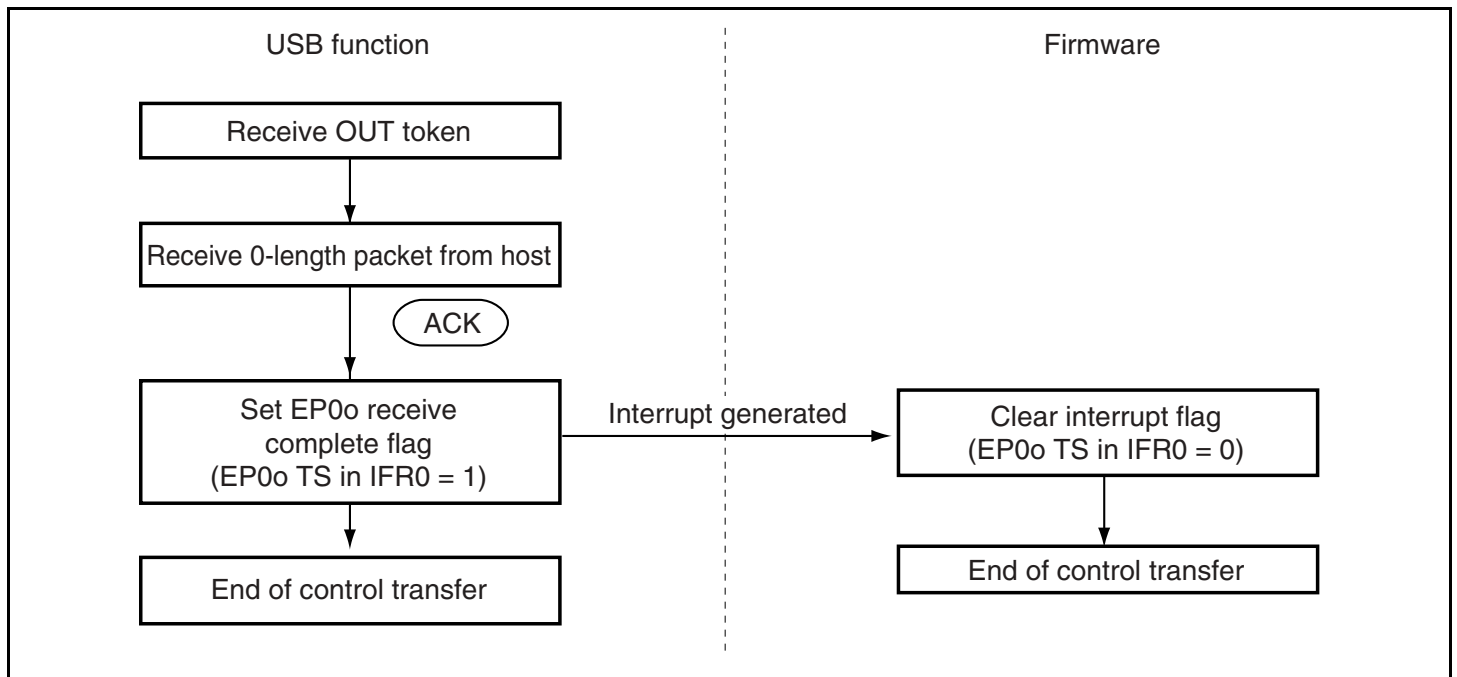 USB function
Firmware
Receive OUT token
Receive 0-length packet from host
ACK
Set EP0o receive
complete flag
(EP0o TS in IFR0 = 1)
Interrupt generated
Clear interrupt flag
(EP0o TS in IFR0 = 0)
End of control transfer
End of control transfer